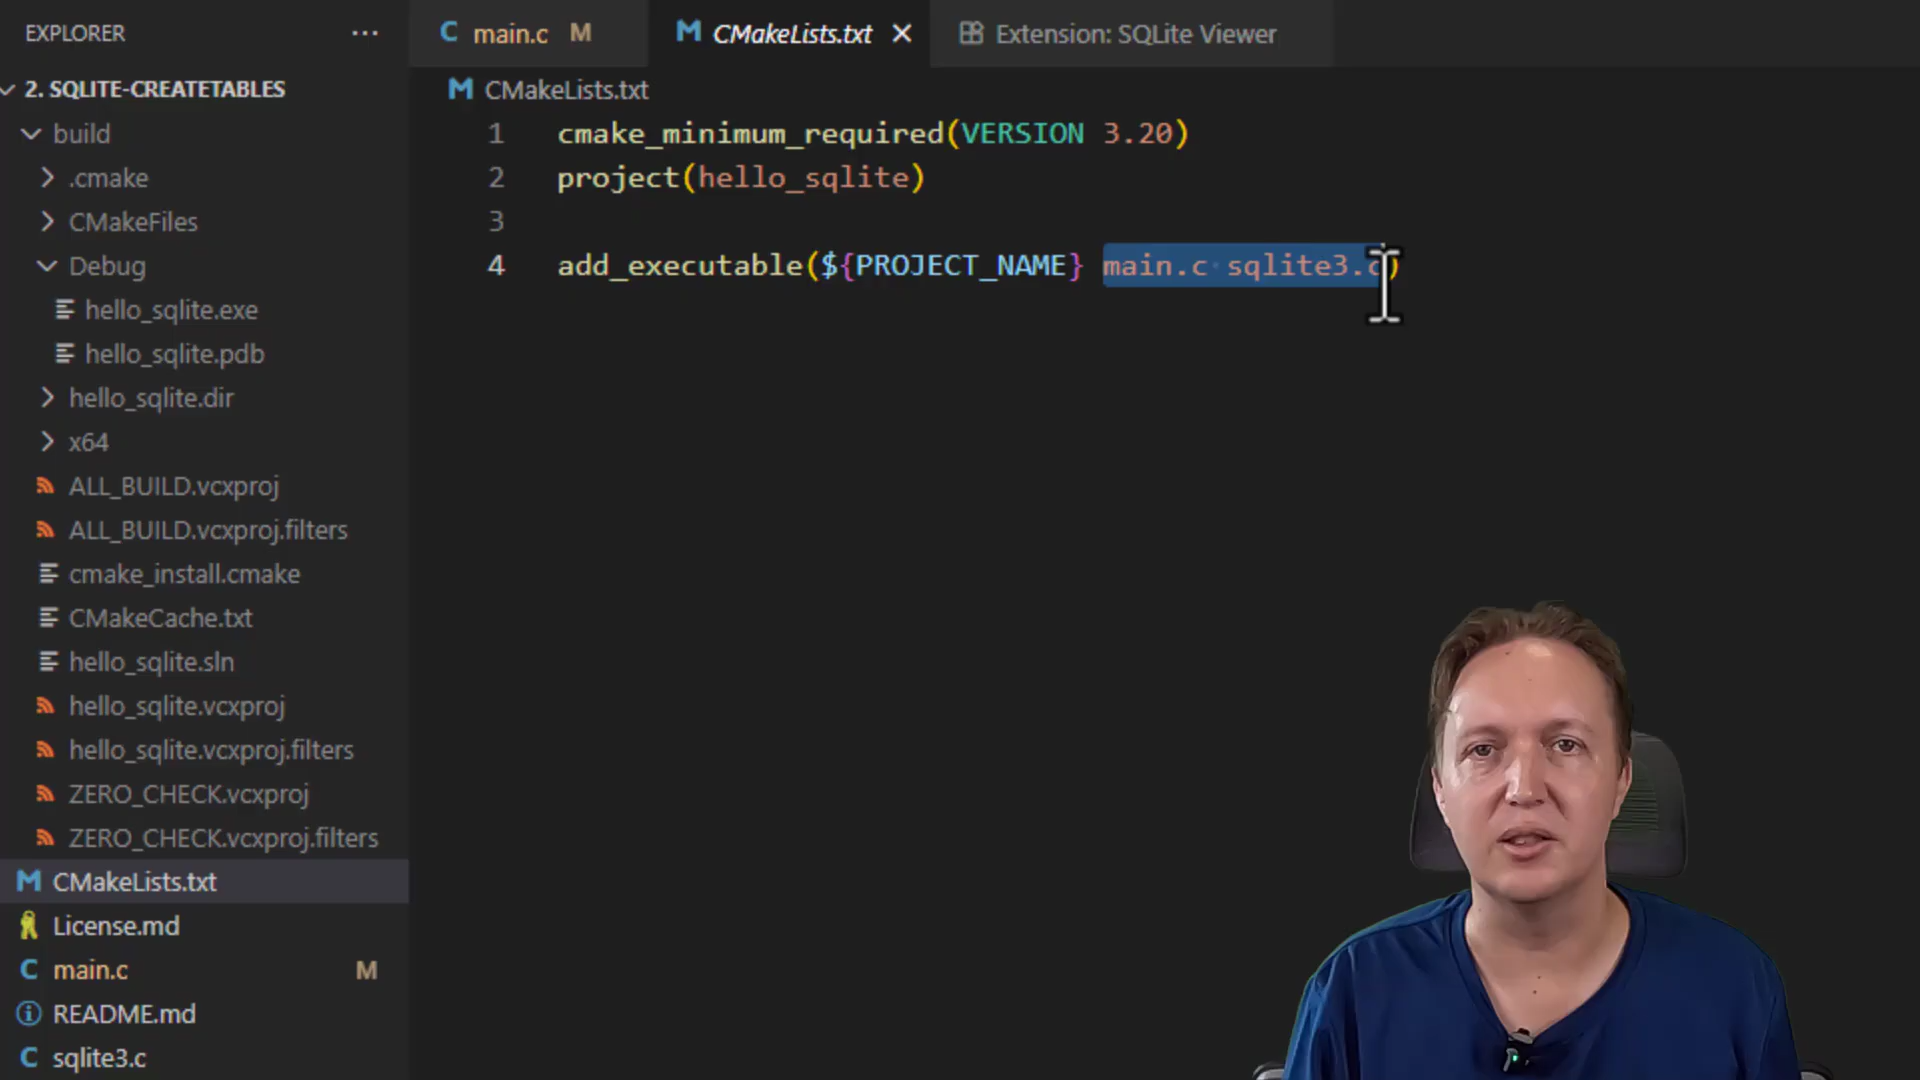 EXPLORER
2. SQLITE-CREATETABLES
build
.cmake
CMakeFiles
Debug
hello_sqlite.exe
hello_sqlite.pdb
hello_sqlite.dir
x64
ALL_BUILD.vcxproj
ALL_BUILD.vcxproj.filters
cmake_install.cmake
CMakeCache.txt
hello_sqlite.sln
hello_sqlite.vcxproj
hello_sqlite.vcxproj.filters
ZERO_CHECK.vcxproj
ZERO_CHECK.vcxproj.filters
M CMakeLists.txt
License.md
C main.c M
README.md
C sqlite3.c
C main.c M
M CMakeLists.txt
Extension: SQLite Viewer
M CMakeLists.txt
1 cmake_minimum_required(VERSION 3.20)
2 project(hello_sqlite)
3
4 add_executable(${PROJECT_NAME} main.c sqlite3.c)